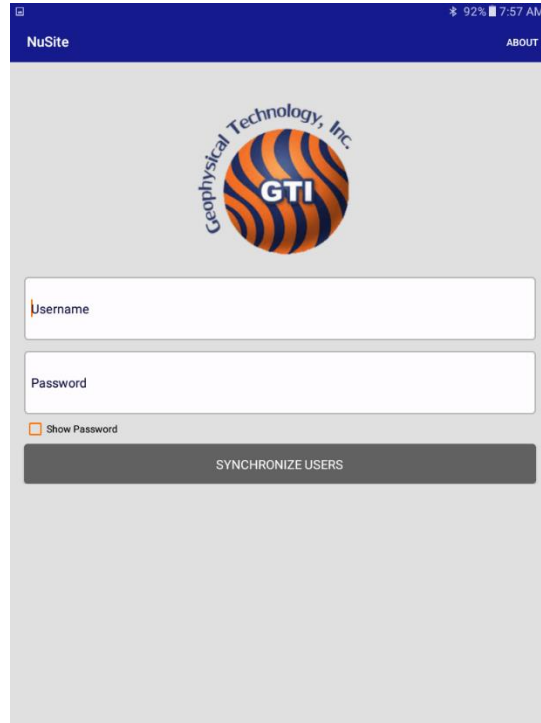 92% 7:57 AM
NuSite ABOUT
Geophysical Technology, Inc.
GTI
Username
Password
Show Password
SYNCHRONIZE USERS